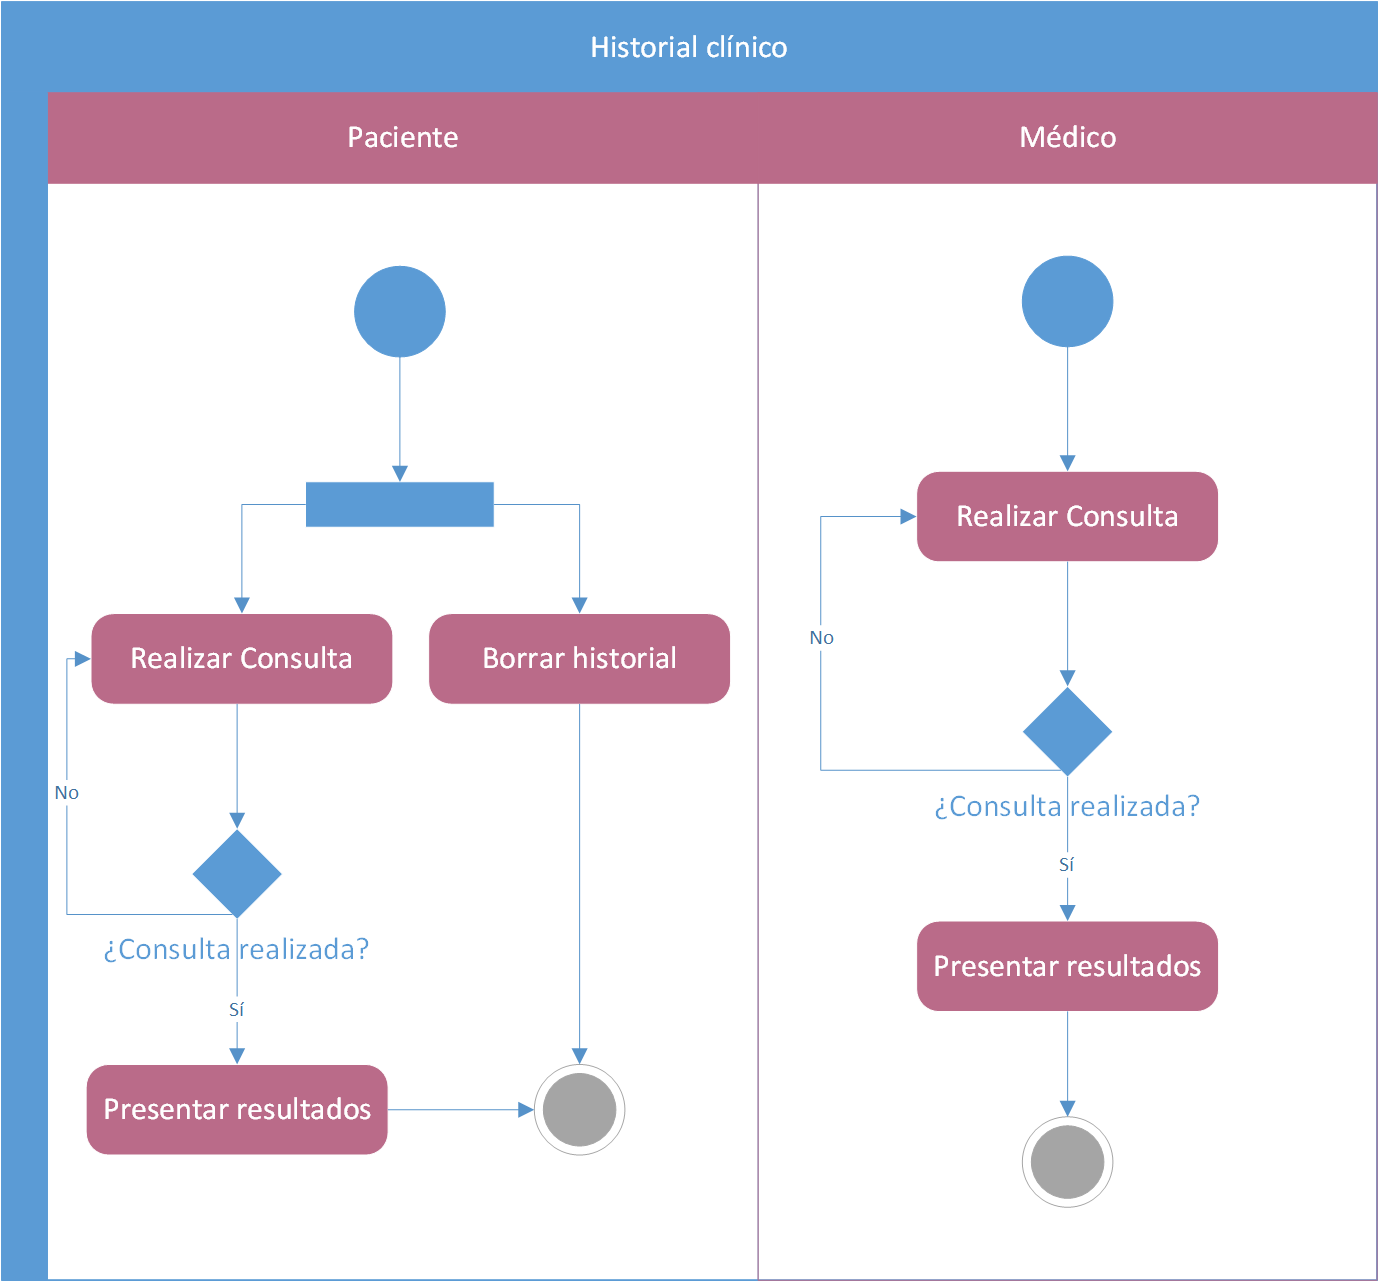 Historial clínico
Paciente
Médico
Realizar Consulta
Borrar historial
No
¿Consulta realizada?
Sí
Presentar resultados
Realizar Consulta
No
¿Consulta realizada?
Sí
Presentar resultados